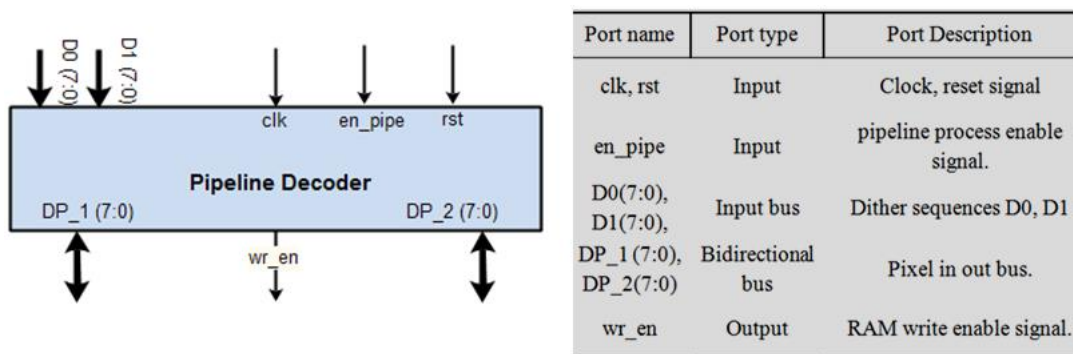 D0 (7:0)
D1 (7:0)
clk
en_pipe
rst
Pipeline Decoder
DP_1 (7:0)
DP_2 (7:0)
wr_en
Port name Port type Port Description
clk, rst Input Clock, reset signal
en_pipe Input pipeline process enable
signal.
D0(7:0),
D1(7:0), Input bus Dither sequences D0, D1
DP_1 (7:0), Bidirectional
DP_2(7:0) bus Pixel in out bus.
wr_en Output RAM write enable signal.